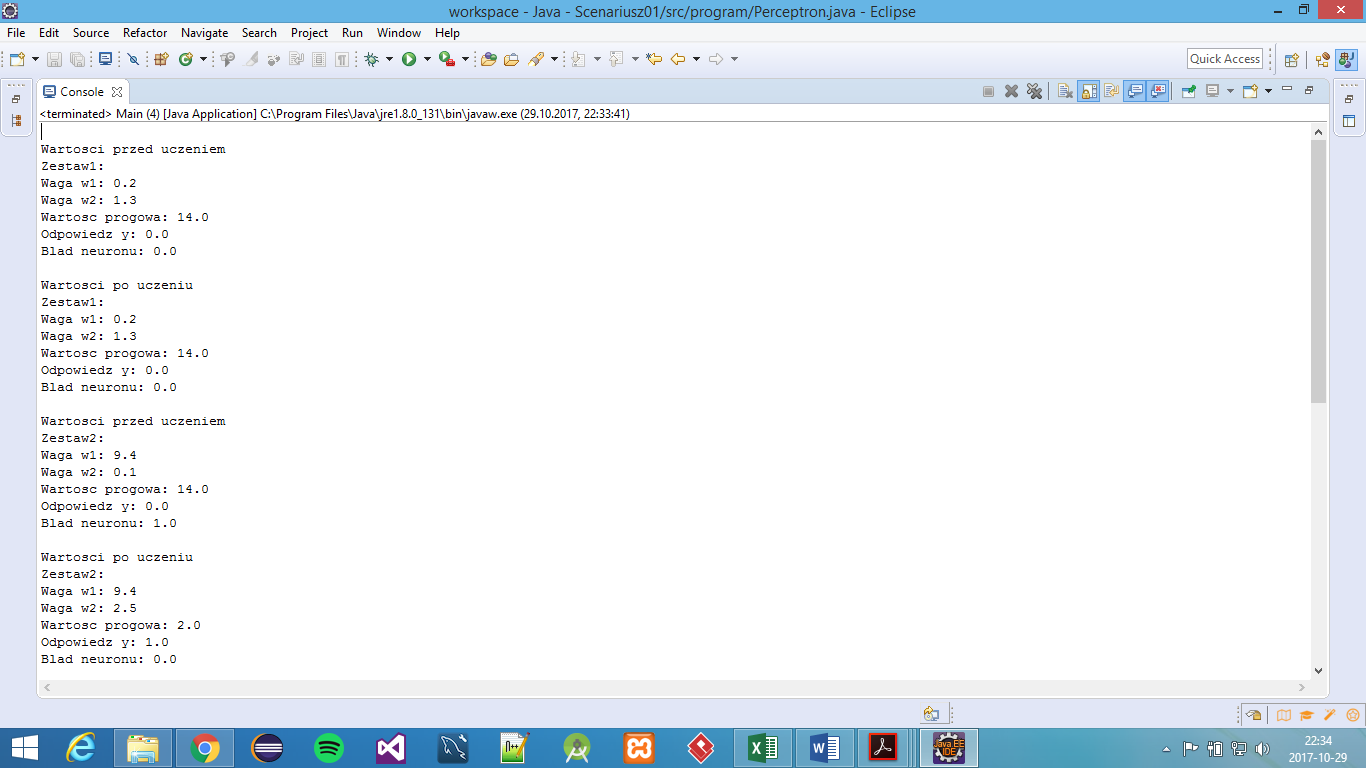 workspace - Java - Scenariusz01/src/program/Perceptron.java - Eclipse
File Edit Source Refactor Navigate Search Project Run Window Help
Quick Access
Console
<terminated> Main (4) [Java Application] C:\Program Files\Java\jre1.8.0_131\bin\javaw.exe (29.10.2017, 22:33:41)
Wartosci przed uczeniem
Zestaw1:
Waga w1: 0.2
Waga w2: 1.3
Wartosc progowa: 14.0
Odpowiedz y: 0.0
Blad neuronu: 0.0
Wartosci po uczeniu
Zestaw1:
Waga w1: 0.2
Waga w2: 1.3
Wartosc progowa: 14.0
Odpowiedz y: 0.0
Blad neuronu: 0.0
Wartosci przed uczeniem
Zestaw2:
Waga w1: 9.4
Waga w2: 0.1
Wartosc progowa: 14.0
Odpowiedz y: 0.0
Blad neuronu: 1.0
Wartosci po uczeniu
Zestaw2:
Waga w1: 9.4
Waga w2: 2.5
Wartosc progowa: 2.0
Odpowiedz y: 1.0
Blad neuronu: 0.0
Java EE
IDE
22:34
2017-10-29